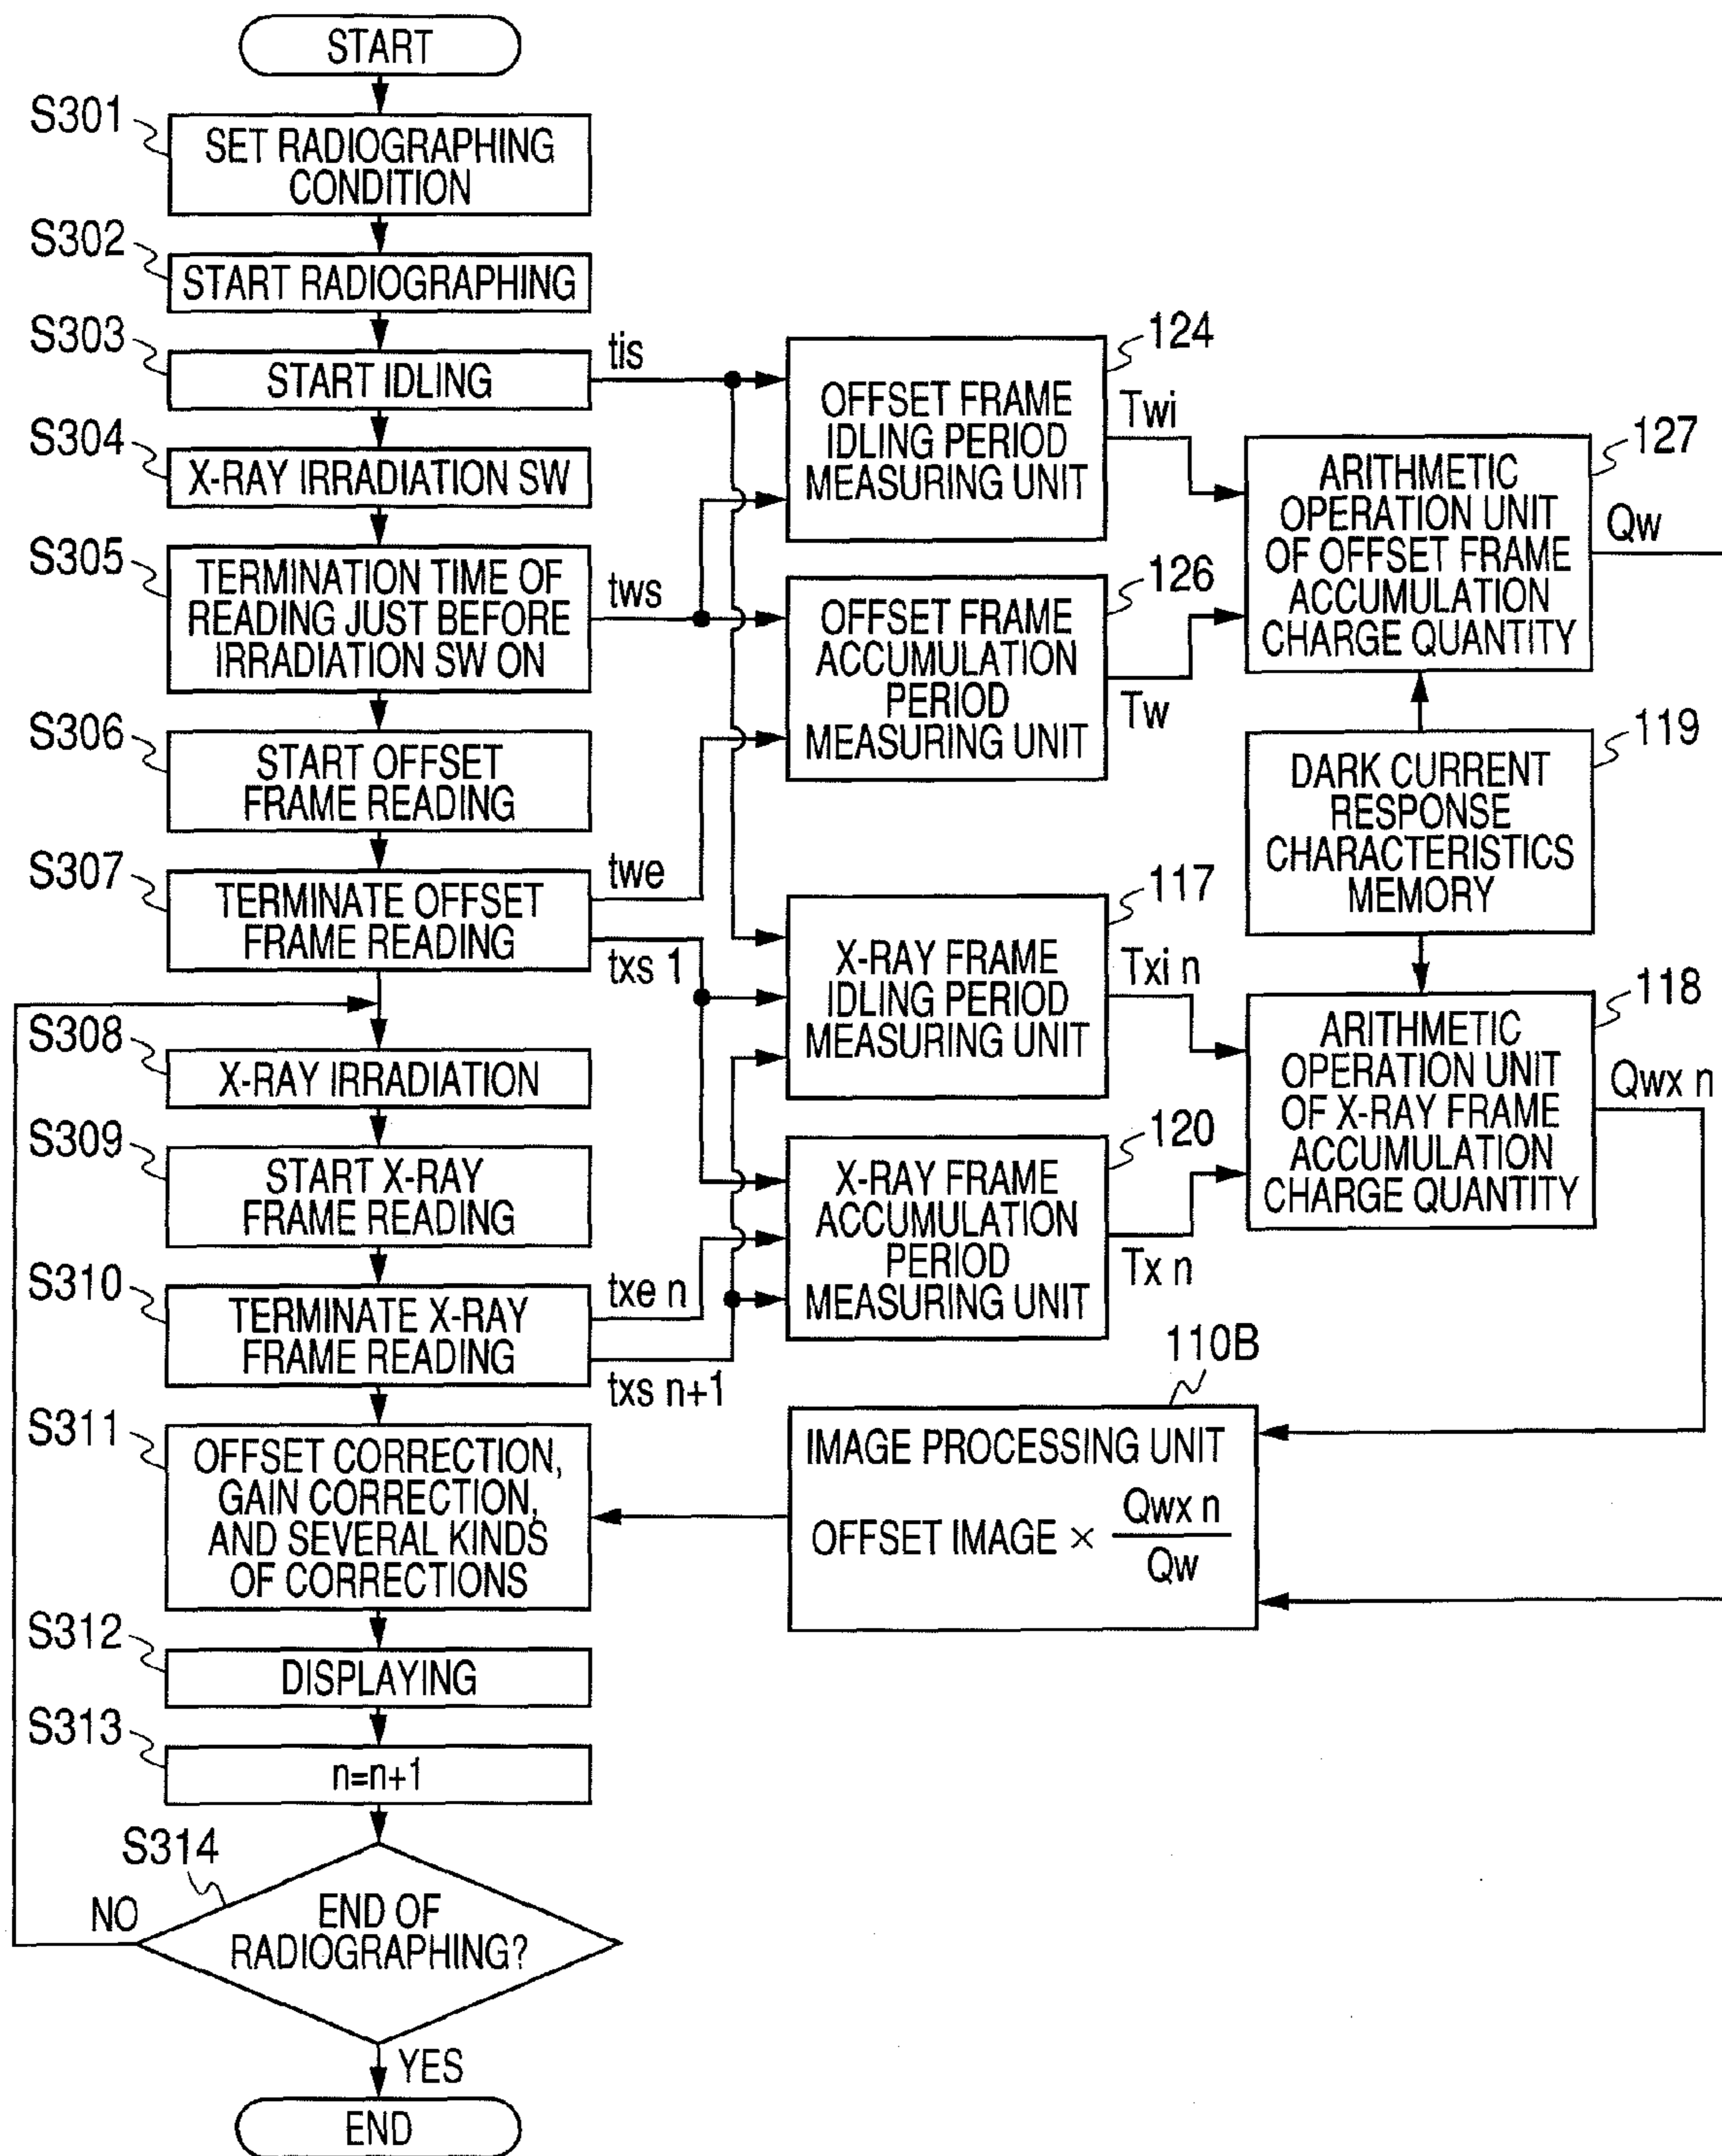 START
S301
SET RADIOGRAPHING
CONDITION
S302
START RADIOGRAPHING
S303
START IDLING
tis
S304
X-RAY IRRADIATION SW
S305
TERMINATION TIME OF
READING JUST BEFORE
IRRADIATION SW ON
tws
S306
START OFFSET
FRAME READING
S307
TERMINATE OFFSET
FRAME READING
twe
txs 1
S308
X-RAY IRRADIATION
S309
START X-RAY
FRAME READING
S310
TERMINATE X-RAY
FRAME READING
txe n
txs n+1
S311
OFFSET CORRECTION,
GAIN CORRECTION,
AND SEVERAL KINDS
OF CORRECTIONS
S312
DISPLAYING
S313
n=n+1
S314
END OF
RADIOGRAPHING?
NO
YES
END
124
OFFSET FRAME
IDLING PERIOD
MEASURING UNIT
Twi
126
OFFSET FRAME
ACCUMULATION
PERIOD
MEASURING UNIT
Tw
117
X-RAY FRAME
IDLING PERIOD
MEASURING UNIT
Txi n
120
X-RAY FRAME
ACCUMULATION
PERIOD
MEASURING UNIT
Tx n
127
ARITHMETIC
OPERATION UNIT
OF OFFSET FRAME
ACCUMULATION
CHARGE QUANTITY
Qw
119
DARK CURRENT
RESPONSE
CHARACTERISTICS
MEMORY
118
ARITHMETIC
OPERATION UNIT
OF X-RAY FRAME
ACCUMULATION
CHARGE QUANTITY
Qwx n
110B
IMAGE PROCESSING UNIT
OFFSET IMAGE × Qwx n
Qw